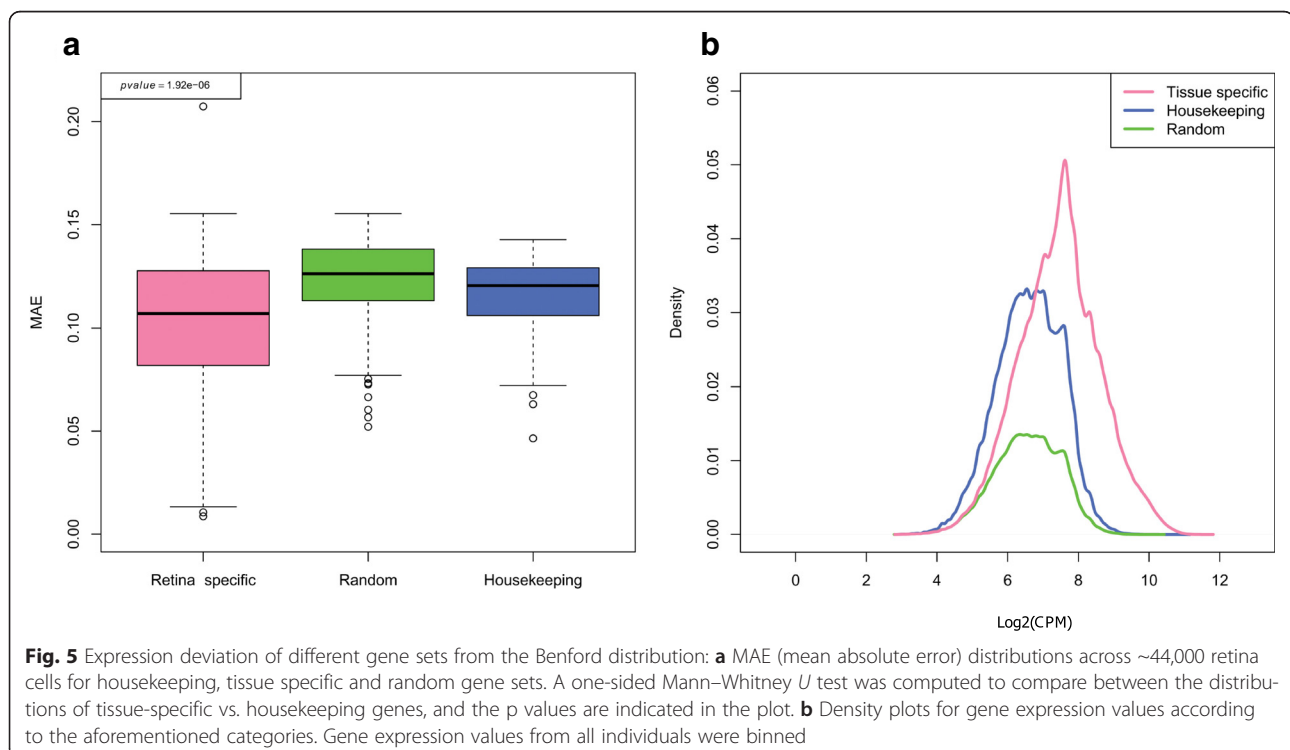 a
pvalue = 1.92e−06
MAE
0.20
0.15
0.10
0.05
0.00
Retina specific
Random
Housekeeping
b
Tissue specific
Housekeeping
Random
Density
0.06
0.05
0.04
0.03
0.02
0.01
0.00
0 2 4 6 8 10 12
Log2(CPM)
Fig. 5 Expression deviation of different gene sets from the Benford distribution: a MAE (mean absolute error) distributions across ~44,000 retina
cells for housekeeping, tissue specific and random gene sets. A one-sided Mann–Whitney U test was computed to compare between the distribu-
tions of tissue-specific vs. housekeeping genes, and the p values are indicated in the plot. b Density plots for gene expression values according
to the aforementioned categories. Gene expression values from all individuals were binned